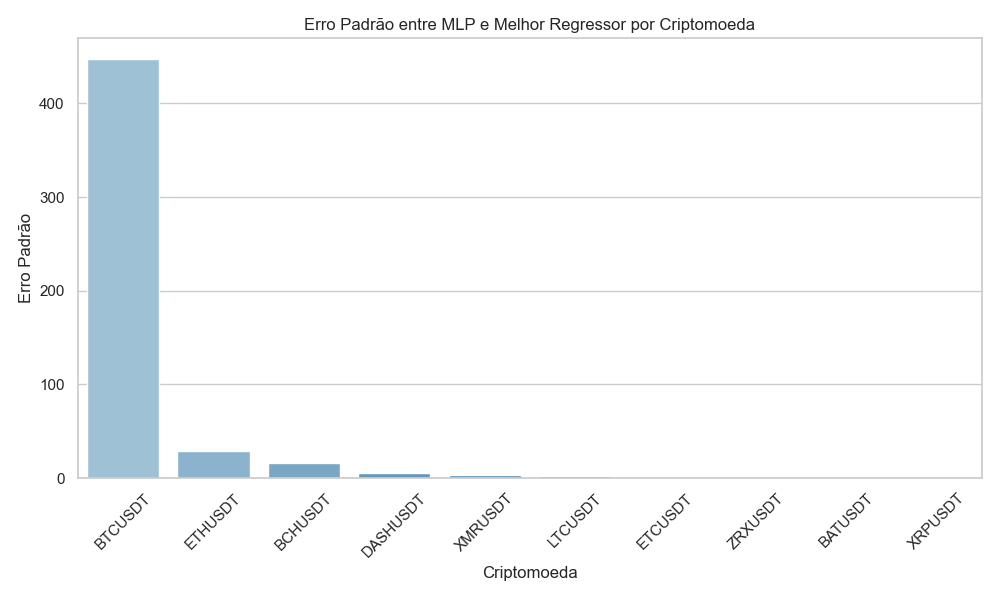 Erro Padrão entre MLP e Melhor Regressor por Criptomoeda
Erro Padrão
400
300
200
100
0
BTCUSDT
ETHUSDT
BCHUSDT
DASHUSDT
XMRUSDT
LTCUSDT
ETCUSDT
ZRXUSDT
BATUSDT
XRPUSDT
Criptomoeda